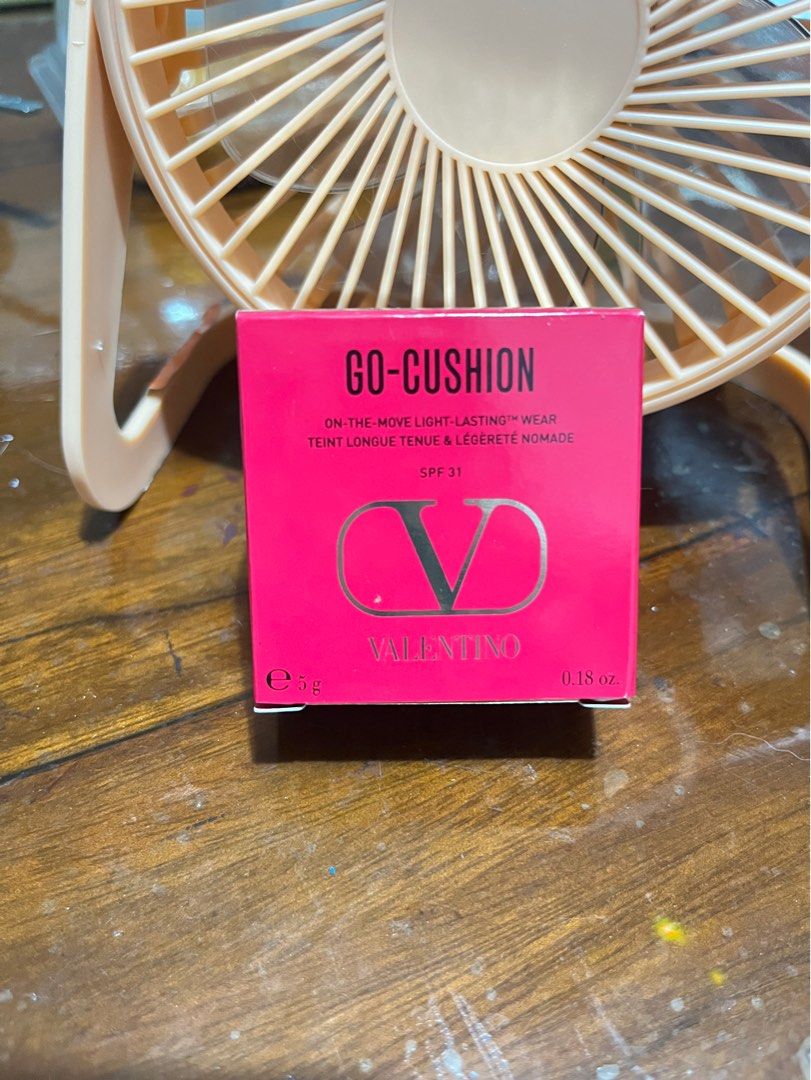 GO-CUSHION
ON-THE-MOVE LIGHT-LASTING™ WEAR
TEINT LONGUE TENUE & LÉGÈRETÉ NOMADE
SPF 31
V
VALENTINO
℮ 5 g
0.18 oz.